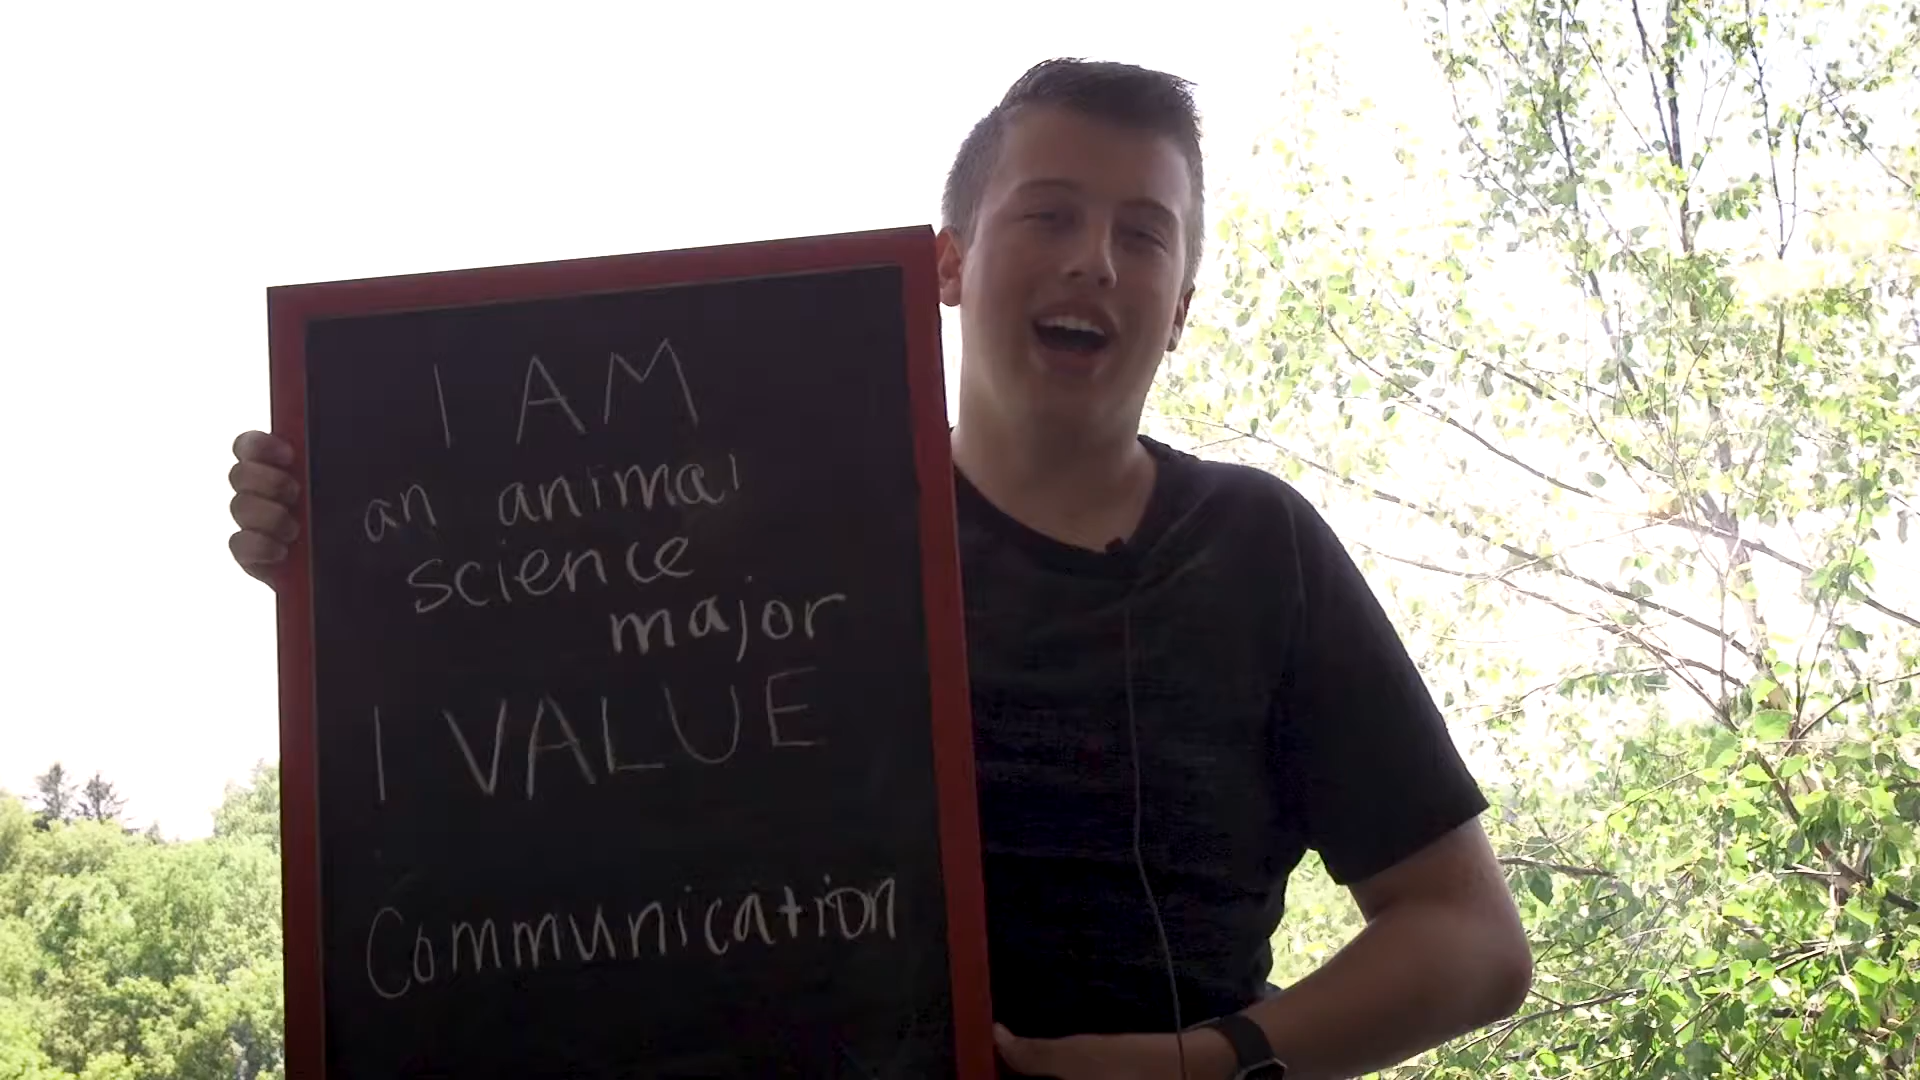 I AM
an animal
science
major
I VALUE
Communication